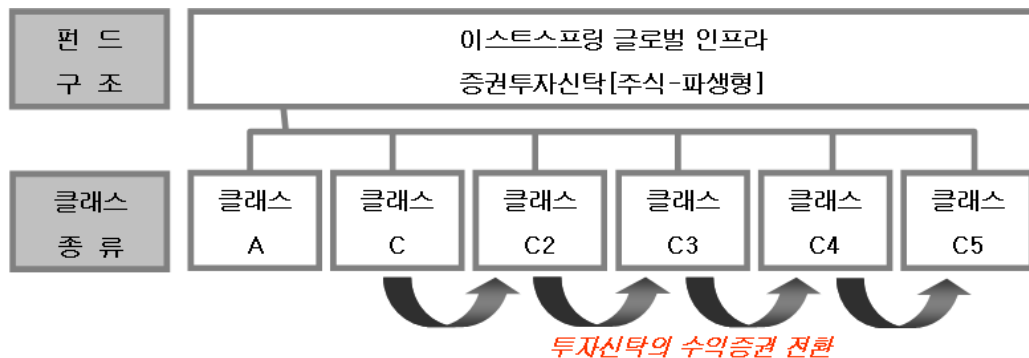 펀 드
구 조
이스트스프링 글로벌 인프라
증권투자신탁[주식-파생형]
클래스
종 류
클래스
A
클래스
C
클래스
C2
클래스
C3
클래스
C4
클래스
C5
투자신탁의 수익증권 전환